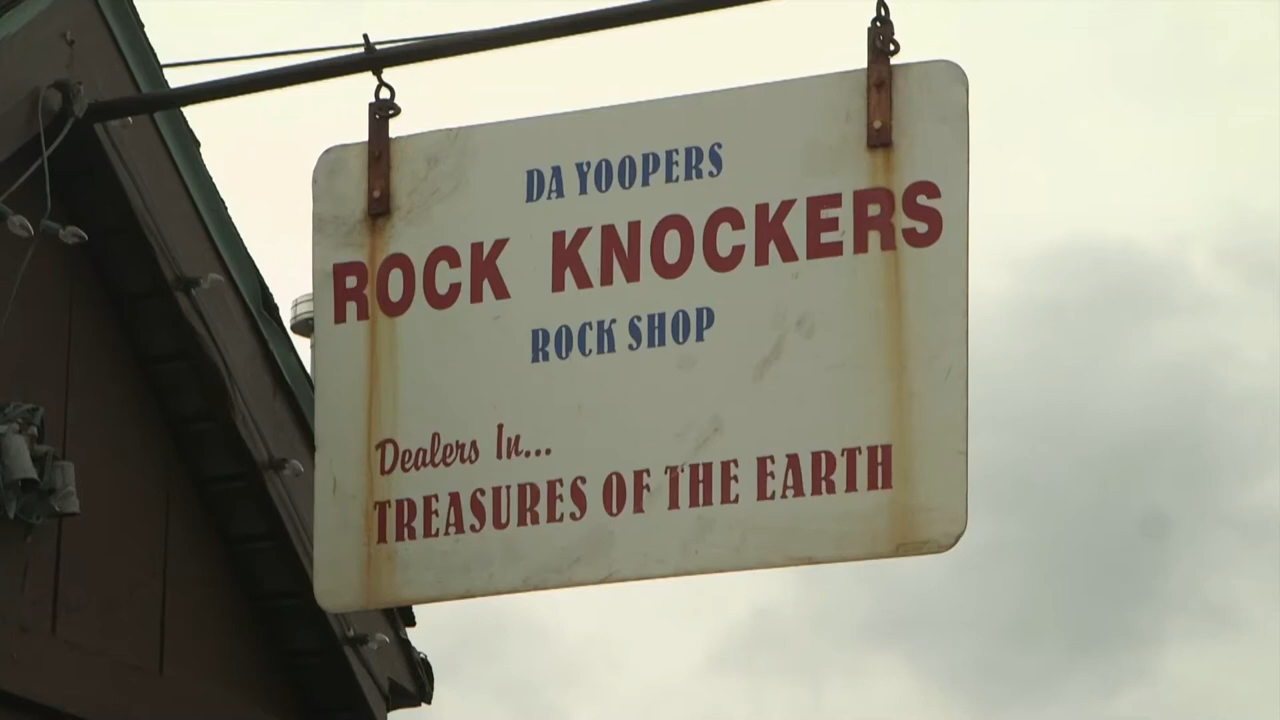 DA YOOPERS
ROCK KNOCKERS
ROCK SHOP
Dealers In...
TREASURES OF THE EARTH